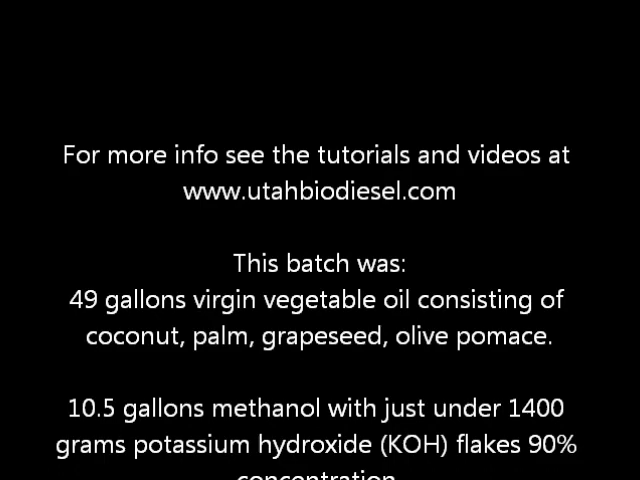 For more info see the tutorials and videos at
www.utahbiodiesel.com
This batch was:
49 gallons virgin vegetable oil consisting of
coconut, palm, grapeseed, olive pomace.
10.5 gallons methanol with just under 1400
grams potassium hydroxide (KOH) flakes 90%
concentration